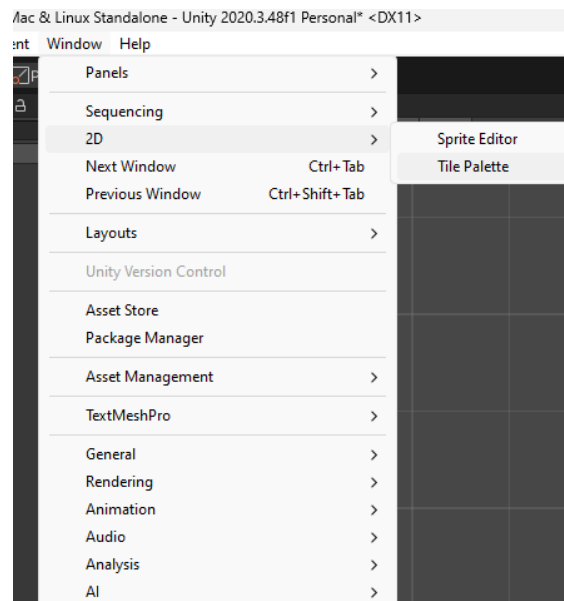 Mac & Linux Standalone - Unity 2020.3.48f1 Personal* <DX11>
ent Window Help
Panels
Sequencing
2D
Sprite Editor
Next Window Ctrl+Tab
Tile Palette
Previous Window Ctrl+Shift+Tab
Layouts
Unity Version Control
Asset Store
Package Manager
Asset Management
TextMeshPro
General
Rendering
Animation
Audio
Analysis
AI